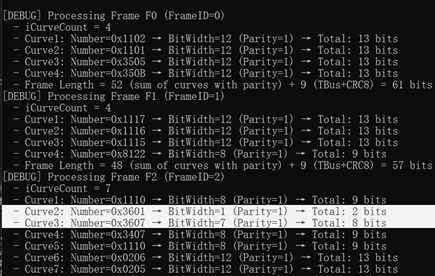 [DEBUG] Processing Frame F0 (FrameID=0)
- iCurveCount = 4
- Curve1: Number=0x1102 → BitWidth=12 (Parity=1) → Total: 13 bits
- Curve2: Number=0x1101 → BitWidth=12 (Parity=1) → Total: 13 bits
- Curve3: Number=0x3505 → BitWidth=12 (Parity=1) → Total: 13 bits
- Curve4: Number=0x350B → BitWidth=12 (Parity=1) → Total: 13 bits
- Frame Length = 52 (sum of curves with parity) + 9 (TBus+CRC8) = 61 bits
[DEBUG] Processing Frame F1 (FrameID=1)
- iCurveCount = 4
- Curve1: Number=0x1117 → BitWidth=12 (Parity=1) → Total: 13 bits
- Curve2: Number=0x1116 → BitWidth=12 (Parity=1) → Total: 13 bits
- Curve3: Number=0x1115 → BitWidth=12 (Parity=1) → Total: 13 bits
- Curve4: Number=0x8122 → BitWidth=8 (Parity=1) → Total: 9 bits
- Frame Length = 48 (sum of curves with parity) + 9 (TBus+CRC8) = 57 bits
[DEBUG] Processing Frame F2 (FrameID=2)
- iCurveCount = 7
- Curve1: Number=0x1110 → BitWidth=8 (Parity=1) → Total: 9 bits
- Curve2: Number=0x3601 → BitWidth=1 (Parity=1) → Total: 2 bits
- Curve3: Number=0x3607 → BitWidth=7 (Parity=1) → Total: 8 bits
- Curve4: Number=0x3407 → BitWidth=8 (Parity=1) → Total: 9 bits
- Curve5: Number=0x1110 → BitWidth=8 (Parity=1) → Total: 9 bits
- Curve6: Number=0x0206 → BitWidth=12 (Parity=1) → Total: 13 bits
- Curve7: Number=0x0205 → BitWidth=12 (Parity=1) → Total: 13 bits